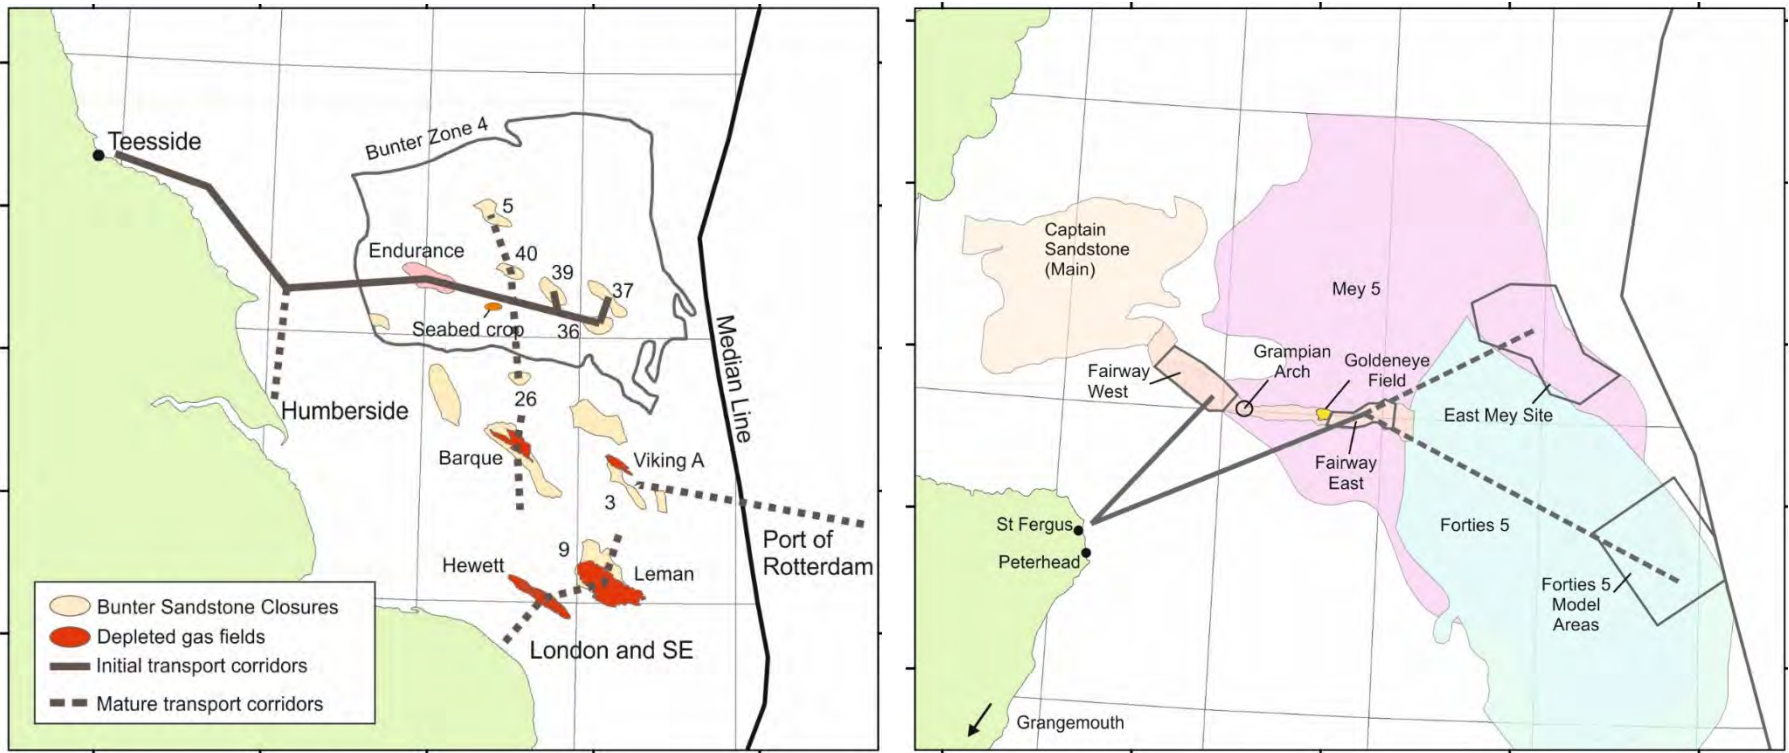 Teesside
Bunter Zone 4
5
Endurance
40
39
37
Seabed crop
36
Median Line
26
Humberside
Barque
Viking A
3
Port of
Rotterdam
9
Hewett
Leman
London and SE
Bunter Sandstone Closures
Depleted gas fields
Initial transport corridors
Mature transport corridors
Captain
Sandstone
(Main)
Mey 5
Grampian
Arch
Goldeneye
Field
Fairway
West
East Mey Site
Fairway
East
St Fergus
Forties 5
Peterhead
Forties 5
Model
Areas
Grangemouth